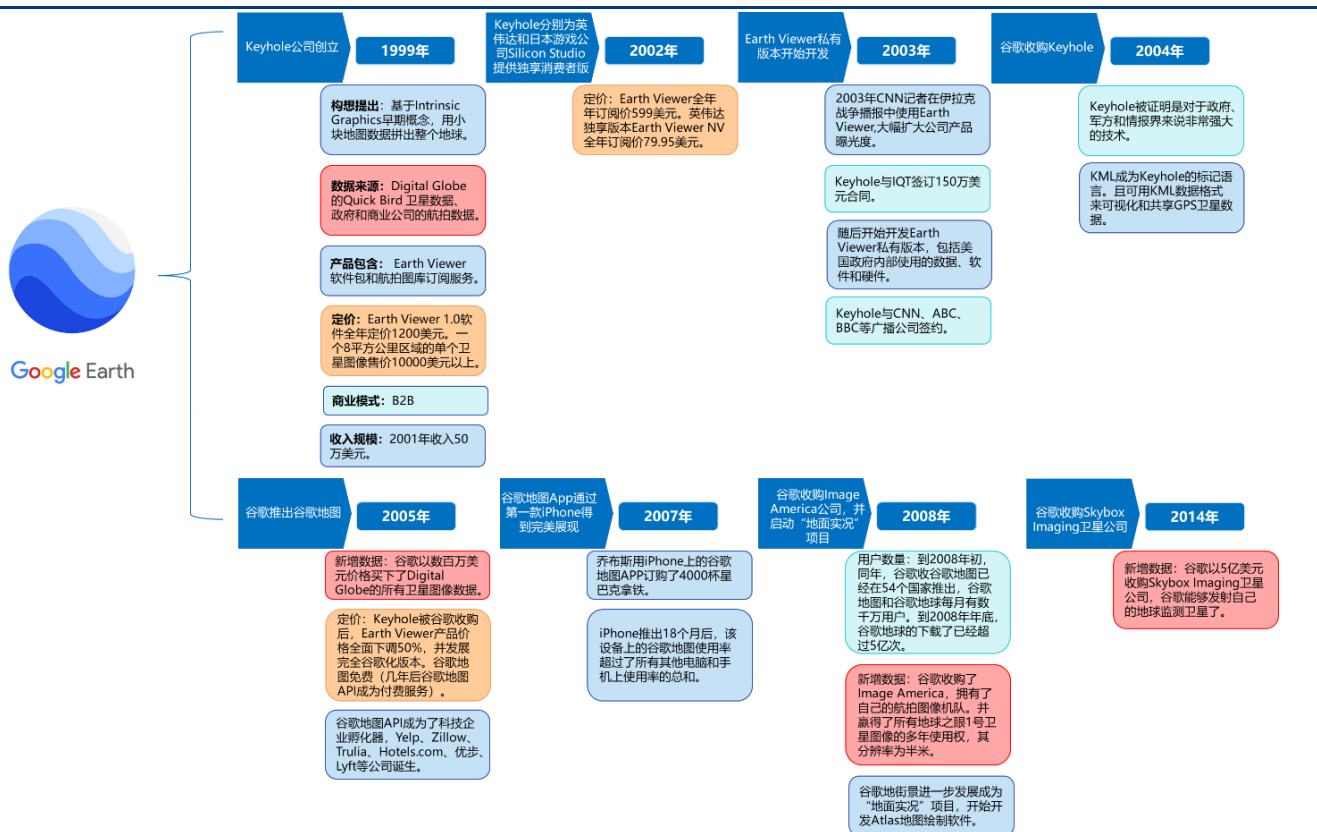 Keyhole公司创立
1999年
构想提出：基于Intrinsic
Graphics早期概念，用小
块地图数据拼出整个地球。
数据来源：Digital Globe
的Quick Bird 卫星数据、
政府和商业公司的航拍数据。
产品包含： Earth Viewer
软件包和航拍图库订阅服务。
定价：Earth Viewer 1.0软
件全年定价1200美元。一
个8平方公里区域的单个卫
星图像售价10000美元以上。
商业模式：B2B
收入规模：2001年收入50
万美元。
Keyhole分别为英
伟达和日本游戏公
司Silicon Studio
提供独享消费者版
2002年
定价：Earth Viewer全年
年订阅价599美元。英伟达
独享版本Earth Viewer NV
全年订阅价79.95美元。
Earth Viewer私有
版本开始开发
2003年
2003年CNN记者在伊拉克
战争播报中使用Earth
Viewer,大幅扩大公司产品
曝光度。
Keyhole与IQT签订150万美
元合同。
随后开始开发Earth
Viewer私有版本，包括美
国政府内部使用的数据、软
件和硬件。
Keyhole与CNN、ABC、
BBC等广播公司签约。
谷歌收购Keyhole
2004年
Keyhole被证明是对于政府、
军方和情报界来说非常强大
的技术。
KML成为Keyhole的标记语
言。且可用KML数据格式
来可视化和共享GPS卫星数
据。
Google Earth
谷歌推出谷歌地图
2005年
新增数据：谷歌以数百万美
元价格买下了Digital
Globe的所有卫星图像数据。
定价：Keyhole被谷歌收购
后，Earth Viewer产品价
格全面下调50%，并发展
完全谷歌化版本。谷歌地
图免费（几年后谷歌地图
API成为付费服务）。
谷歌地图API成为了科技企
业孵化器，Yelp、Zillow、
Trulia、Hotels.com、优步、
Lyft等公司诞生。
谷歌地图App通过
第一款iPhone得
到完美展现
2007年
乔布斯用iPhone上的谷歌
地图APP订购了4000杯星
巴克拿铁。
iPhone推出18个月后，该
设备上的谷歌地图使用率
超过了所有其他电脑和手
机上使用率的总和。
谷歌收购Image
America公司，并
启动“地面实况”
项目
2008年
用户数量：到2008年初，
同年，谷歌收谷歌地图已
经在54个国家推出，谷歌
地图和谷歌地球每月有数
千万用户。到2008年年底，
谷歌地球的下载了已经超
过5亿次。
新增数据：谷歌收购了
Image America，拥有了
自己的航拍图像机队。并
赢得了所有地球之眼1号卫
星图像的多年使用权，其
分辨率为半米。
谷歌地街景进一步发展成为
“地面实况”项目，开始开
发Atlas地图绘制软件。
谷歌收购Skybox
Imaging卫星公司
2014年
新增数据：谷歌以5亿美元
收购Skybox Imaging卫星
公司，谷歌能够发射自己
的地球监测卫星了。